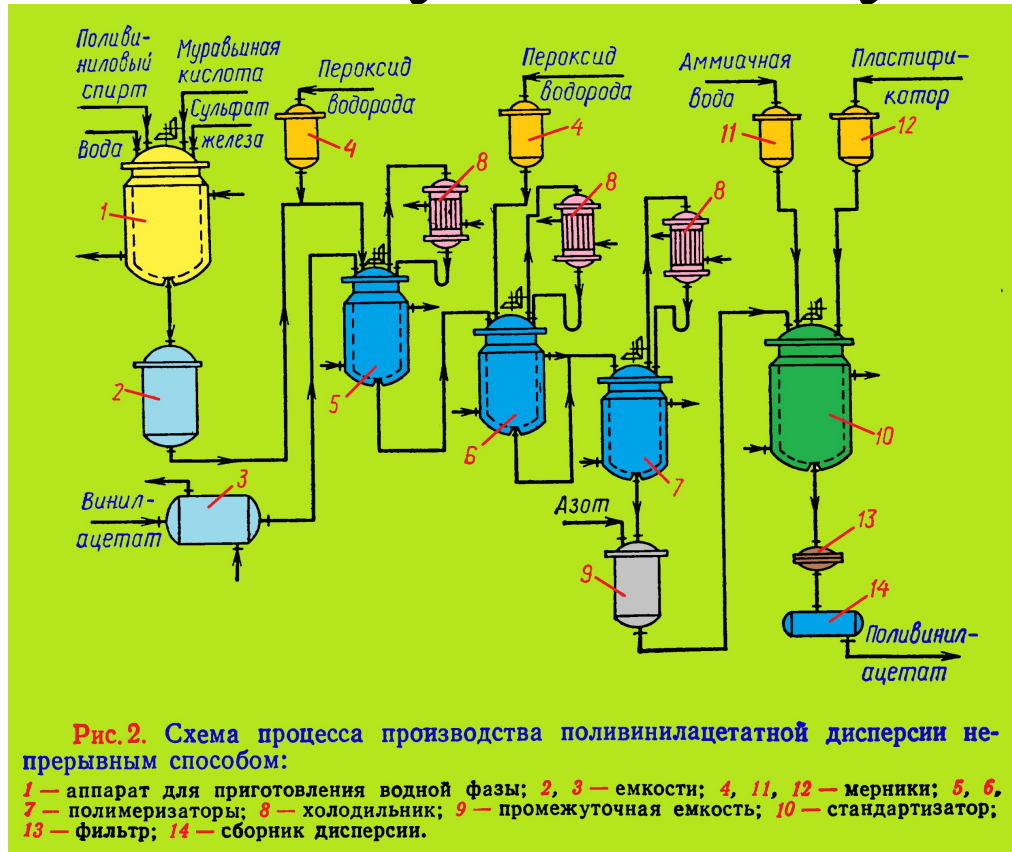 Поливи-
ниловый
спирт
Муравьиная
кислота
Сульфат
железа
Вода
Пероксид
водорода
Пероксид
водорода
Аммиачная
вода
Пластифи-
катор
4
4
11
12
1
8
8
8
2
5
6
7
10
3
Винил-
ацетат
Азот
9
13
14
Поливинил-
ацетат
Рис. 2. Схема процесса производства поливинилацетатной дисперсии не-
прерывным способом:
1 — аппарат для приготовления водной фазы; 2, 3 — емкости; 4, 11, 12 — мерники; 5, 6,
7 — полимеризаторы; 8 — холодильник; 9 — промежуточная емкость; 10 — стандартизатор;
13 — фильтр; 14 — сборник дисперсии.